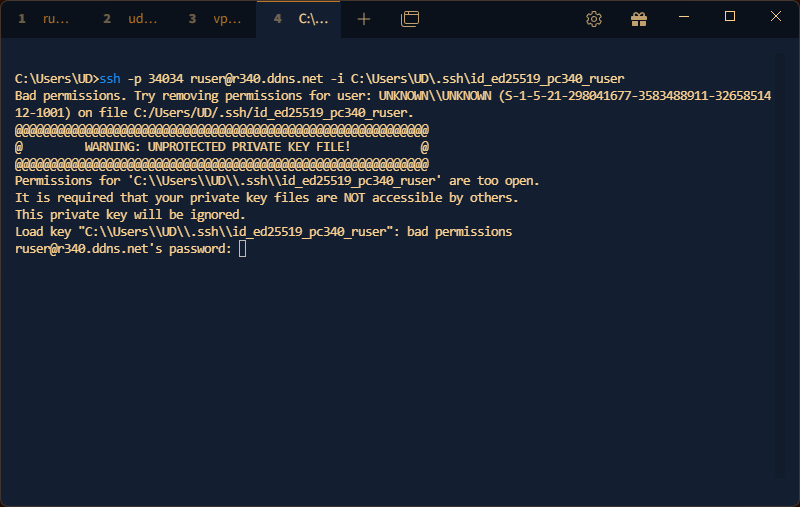 1 ru...
2 ud...
3 vp...
4 C:\...
C:\Users\UD>ssh -p 34034 ruser@r340.ddns.net -i C:\Users\UD\.ssh\id_ed25519_pc340_ruser
Bad permissions. Try removing permissions for user: UNKNOWN\\UNKNOWN (S-1-5-21-298041677-3583488911-32658514
12-1001) on file C:/Users/UD/.ssh/id_ed25519_pc340_ruser.
@@@@@@@@@@@@@@@@@@@@@@@@@@@@@@@@@@@@@@@@@@@@@@@@@@@@@@@@@@@
@         WARNING: UNPROTECTED PRIVATE KEY FILE!          @
@@@@@@@@@@@@@@@@@@@@@@@@@@@@@@@@@@@@@@@@@@@@@@@@@@@@@@@@@@@
Permissions for 'C:\\Users\\UD\\.ssh\\id_ed25519_pc340_ruser' are too open.
It is required that your private key files are NOT accessible by others.
This private key will be ignored.
Load key "C:\\Users\\UD\\.ssh\\id_ed25519_pc340_ruser": bad permissions
ruser@r340.ddns.net's password: